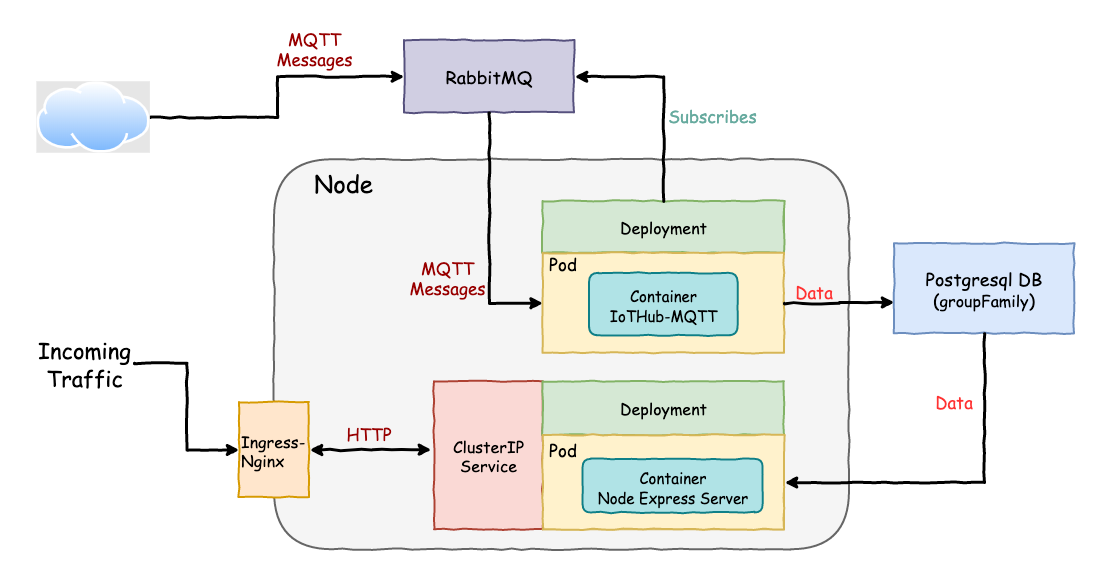 MQTT
Messages
RabbitMQ
Subscribes
Node
Deployment
Pod
Container
IoTHub-MQTT
MQTT
Messages
Data
Postgresql DB
(groupFamily)
Incoming
Traffic
Ingress-
Nginx
HTTP
ClusterIP
Service
Deployment
Pod
Container
Node Express Server
Data